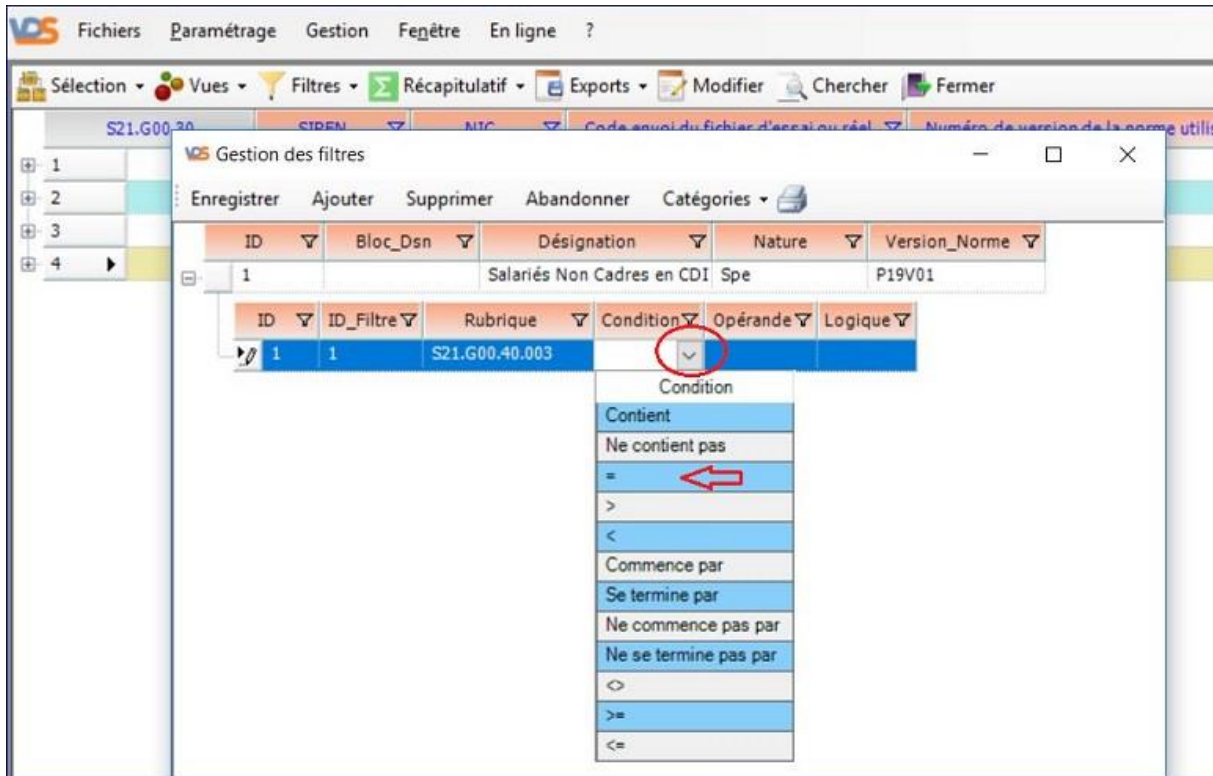 VDS Fichiers Paramétrage Gestion Fenêtre En ligne ?
Sélection Vues Filtres Récapitulatif Exports Modifier Chercher Fermer
S21.G00.30 SIREN NIC Code envoi du fichier d'essai ou réel Numéro de version de la norme utilis
VDS Gestion des filtres
1
2
3
4
Enregistrer Ajouter Supprimer Abandonner Catégories
ID Bloc_Dsn Désignation Nature Version_Norme
1 Salariés Non Cadres en CDI Spe P19V01
ID ID_Filtre Rubrique Condition Opérande Logique
1 1 S21.G00.40.003
Condition
Contient
Ne contient pas
=
>
<
Commence par
Se termine par
Ne commence pas par
Ne se termine pas par
<>
>=
<=